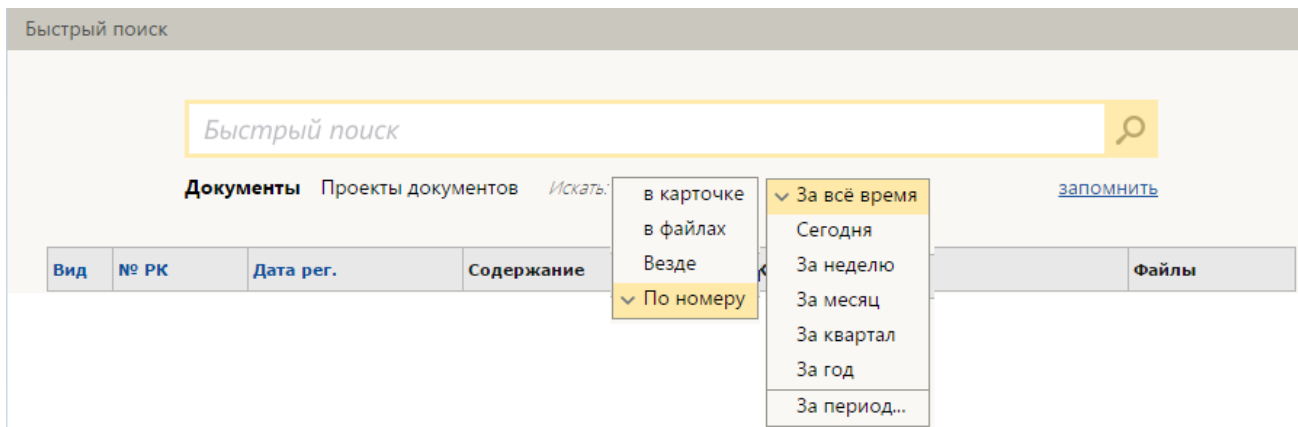 Быстрый поиск
Быстрый поиск
Документы Проекты документов Искать:
в карточке
в файлах
Везде
По номеру
За всё время
Сегодня
За неделю
За месяц
За квартал
За год
За период...
запомнить
Вид № РК Дата рег. Содержание Файлы